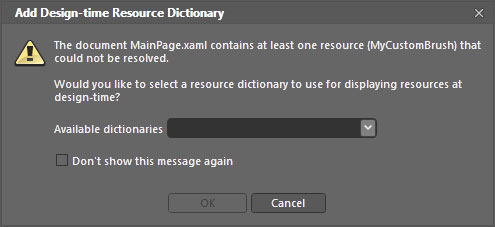 Add Design-time Resource Dictionary
The document MainPage.xaml contains at least one resource (MyCustomBrush) that
could not be resolved.
Would you like to select a resource dictionary to use for displaying resources at
design-time?
Available dictionaries
Don't show this message again
OK
Cancel